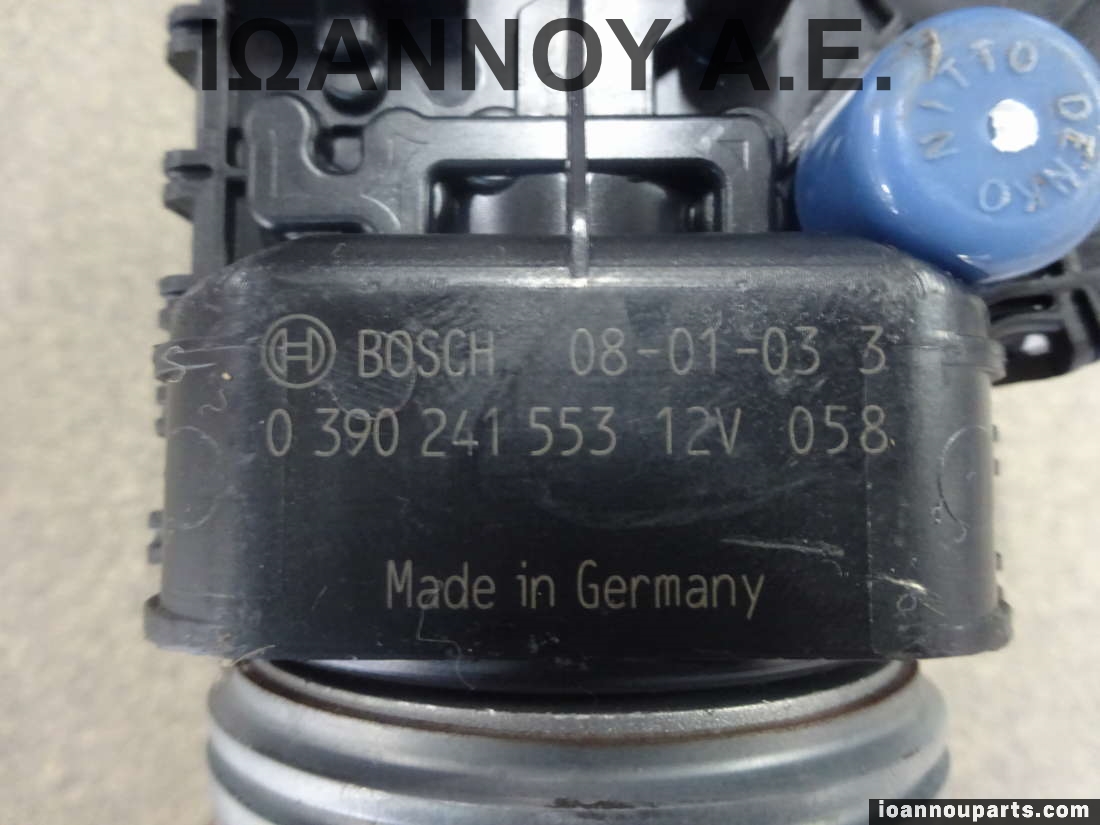 ΙΩΑΝΝΟΥ Α.Ε.
NITTO DENKO
BOSCH 08-01-03 3
0 390 241 553 12V 058
Made in Germany
ioannouparts.com